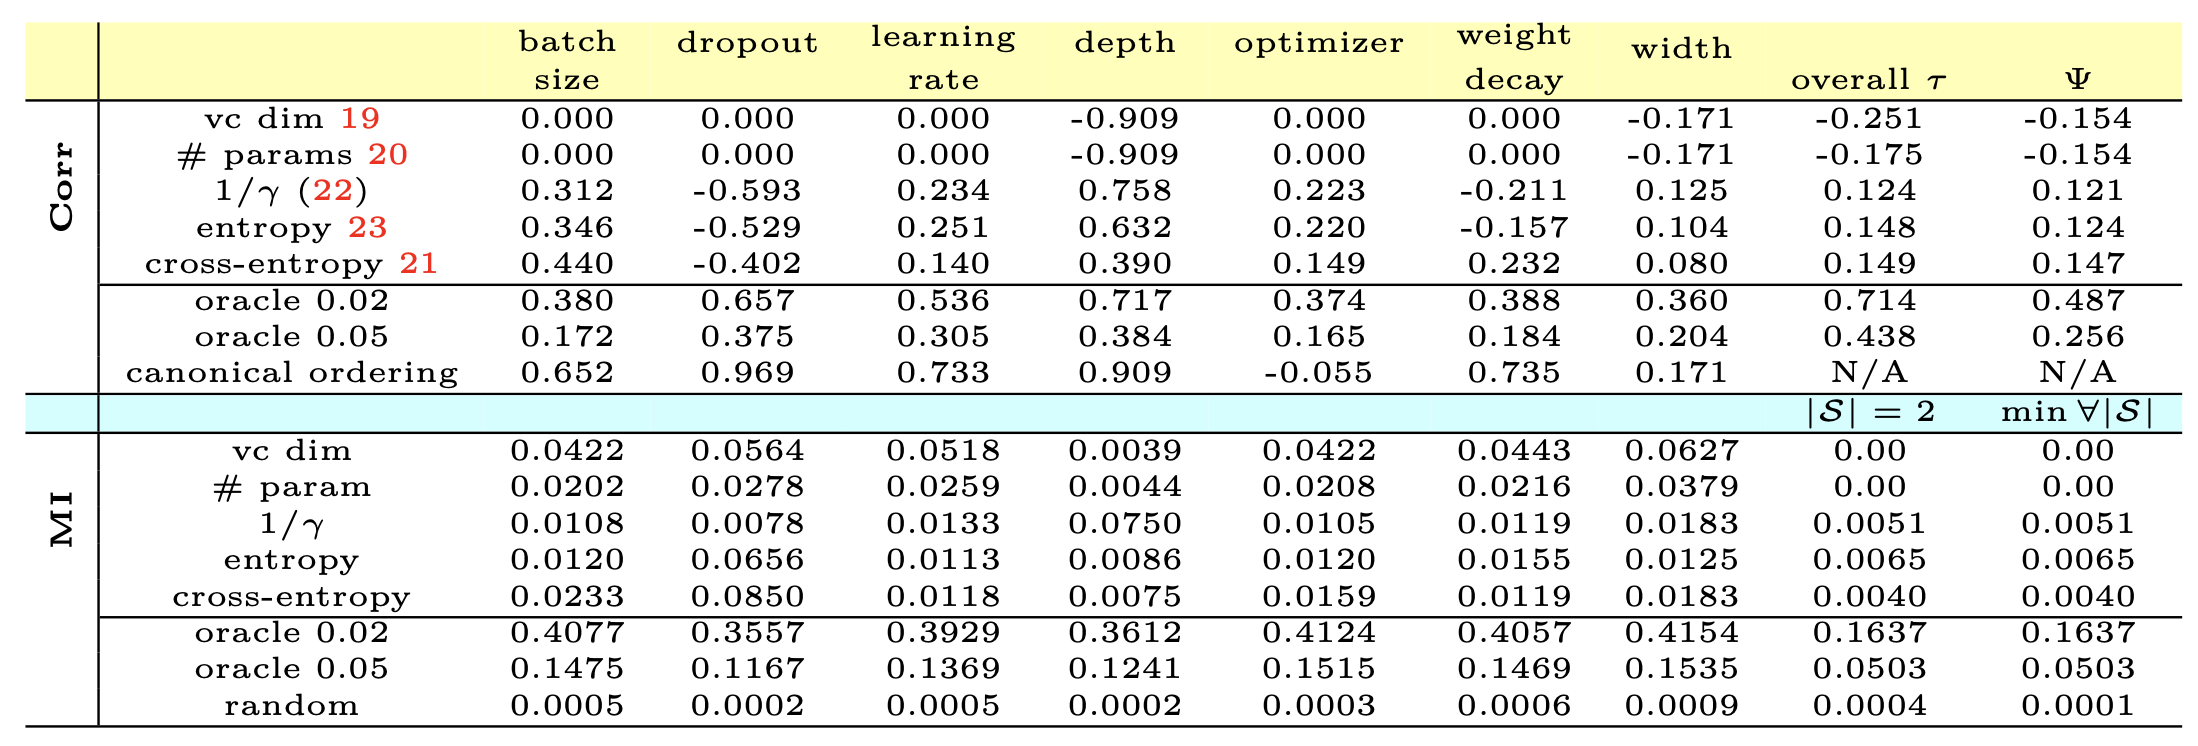 batch size dropout learning rate depth optimizer weight decay width overall τ Ψ
Corr
vc dim 19 0.000 0.000 0.000 -0.909 0.000 0.000 -0.171 -0.251 -0.154
# params 20 0.000 0.000 0.000 -0.909 0.000 0.000 -0.171 -0.175 -0.154
1/γ (22) 0.312 -0.593 0.234 0.758 0.223 -0.211 0.125 0.124 0.121
entropy 23 0.346 -0.529 0.251 0.632 0.220 -0.157 0.104 0.148 0.124
cross-entropy 21 0.440 -0.402 0.140 0.390 0.149 0.232 0.080 0.149 0.147
oracle 0.02 0.380 0.657 0.536 0.717 0.374 0.388 0.360 0.714 0.487
oracle 0.05 0.172 0.375 0.305 0.384 0.165 0.184 0.204 0.438 0.256
canonical ordering 0.652 0.969 0.733 0.909 -0.055 0.735 0.171 N/A N/A
|S| = 2 min ∀|S|
MI
vc dim 0.0422 0.0564 0.0518 0.0039 0.0422 0.0443 0.0627 0.00 0.00
# param 0.0202 0.0278 0.0259 0.0044 0.0208 0.0216 0.0379 0.00 0.00
1/γ 0.0108 0.0078 0.0133 0.0750 0.0105 0.0119 0.0183 0.0051 0.0051
entropy 0.0120 0.0656 0.0113 0.0086 0.0120 0.0155 0.0125 0.0065 0.0065
cross-entropy 0.0233 0.0850 0.0118 0.0075 0.0159 0.0119 0.0183 0.0040 0.0040
oracle 0.02 0.4077 0.3557 0.3929 0.3612 0.4124 0.4057 0.4154 0.1637 0.1637
oracle 0.05 0.1475 0.1167 0.1369 0.1241 0.1515 0.1469 0.1535 0.0503 0.0503
random 0.0005 0.0002 0.0005 0.0002 0.0003 0.0006 0.0009 0.0004 0.0001